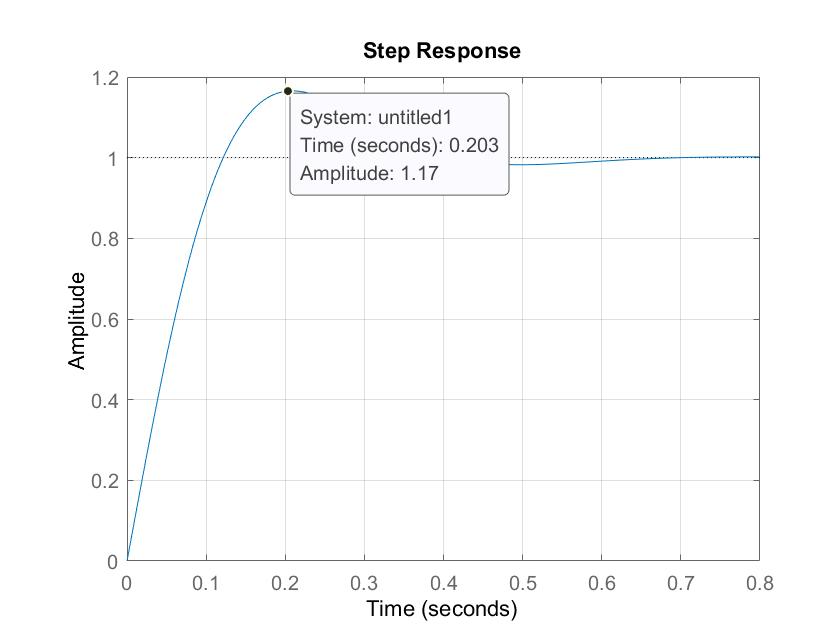 Step Response
1.2
System: untitled1
Time (seconds): 0.203
1
Amplitude: 1.17
0.8
0.6
Amplitude
0.4
0.2
0
0 0.1 0.2 0.3 0.4 0.5 0.6 0.7 0.8
Time (seconds)